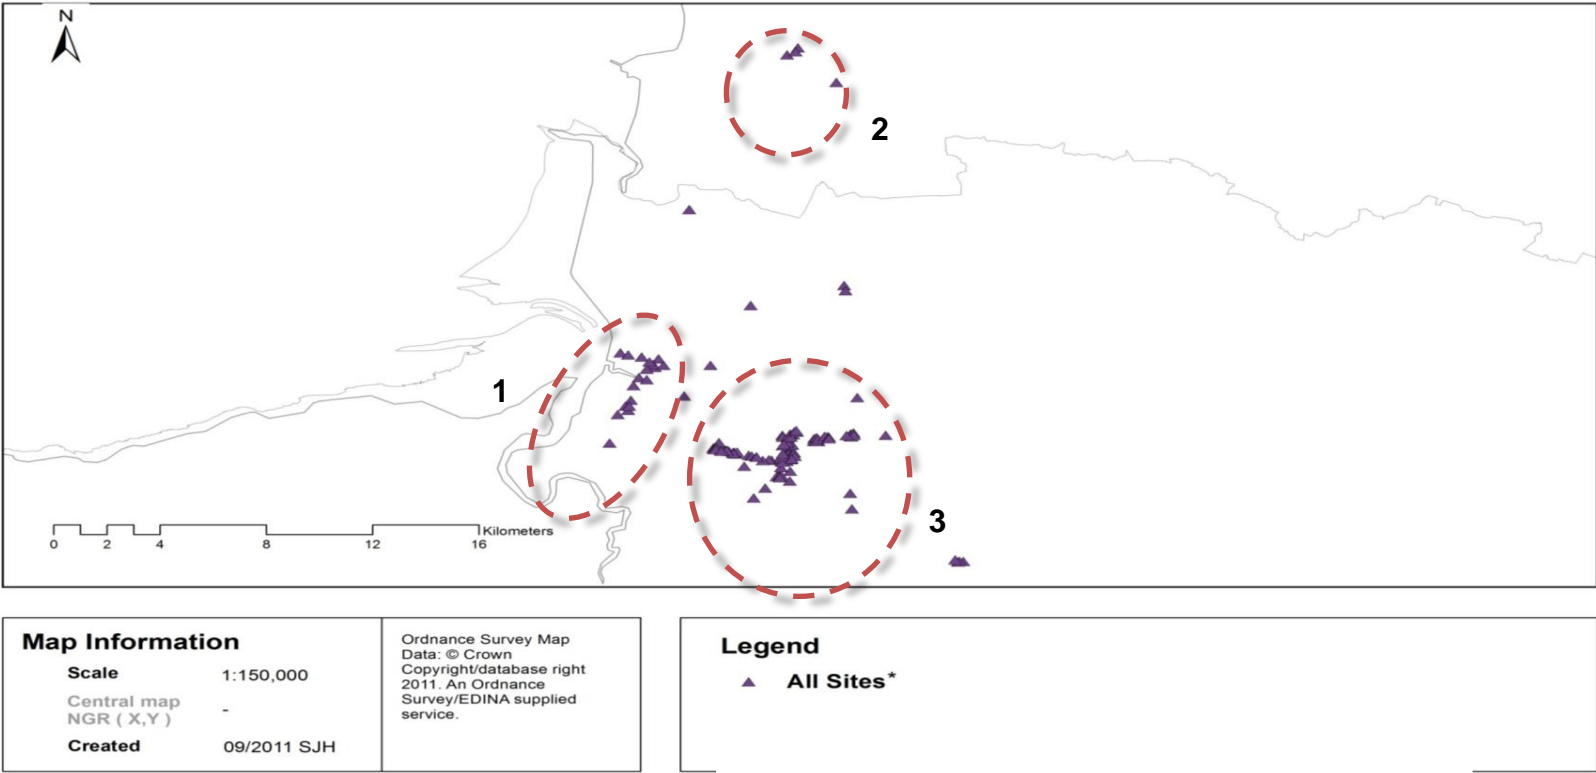 N
2
1
3
Kilometers
0 2 4 8 12 16
Map Information
Scale 1:150,000
Central map
NGR ( X,Y ) -
Created 09/2011 SJH
Ordnance Survey Map
Data: © Crown
Copyright/database right
2011. An Ordnance
Survey/EDINA supplied
service.
Legend
All Sites*